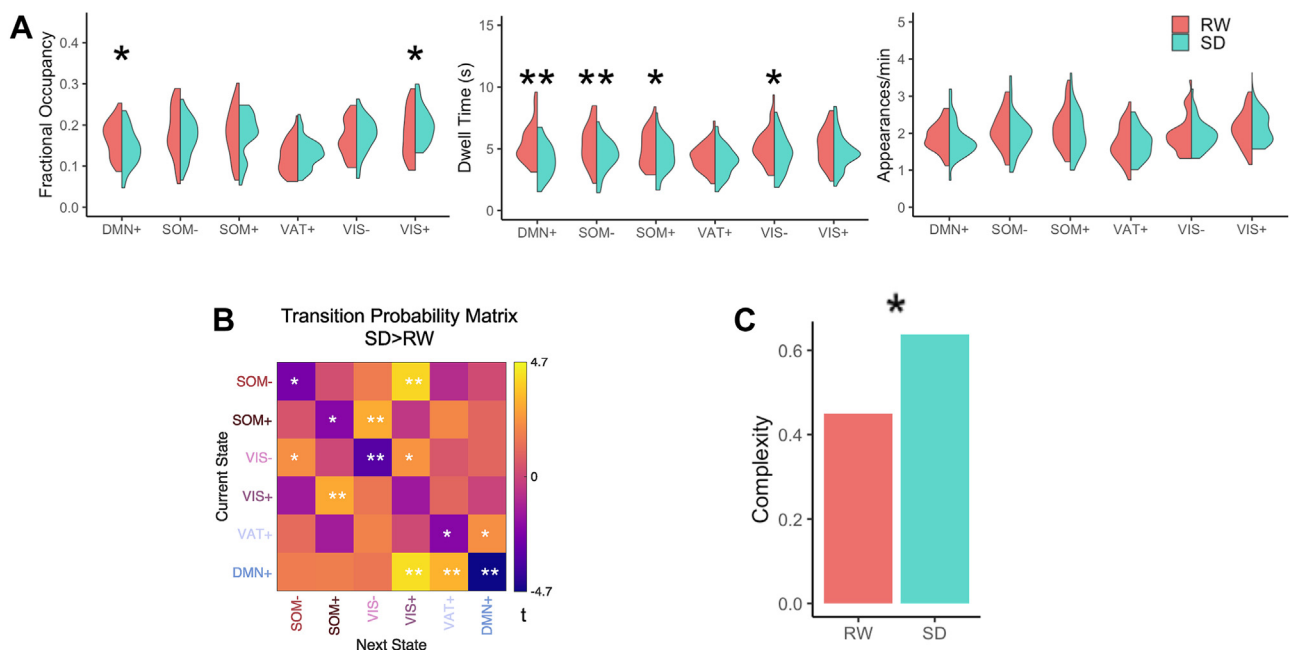 A
Fractional Occupancy
0.4
0.3
0.2
0.1
0.0
*
*
DMN+ SOM- SOM+ VAT+ VIS- VIS+
Dwell Time (s)
15
10
5
0
**
**
*
*
DMN+ SOM- SOM+ VAT+ VIS- VIS+
Appearances/min
5
4
3
2
1
0
RW
SD
DMN+ SOM- SOM+ VAT+ VIS- VIS+
B
Transition Probability Matrix
SD>RW
Current State
SOM- * **
SOM+ * **
VIS- * ** *
VIS+ **
VAT+ * *
DMN+ ** ** **
SOM- SOM+ VIS- VIS+ VAT+ DMN+
Next State
4.7
0
-4.7
t
C
*
Complexity
0.6
0.4
0.2
0.0
RW SD